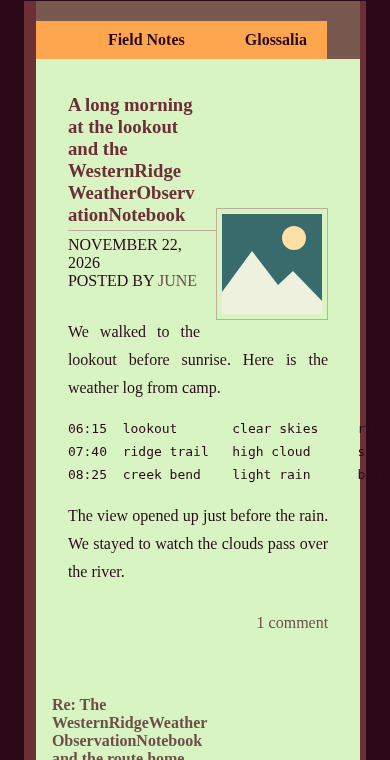 Field Notes Glossalia
A long morning
at the lookout
and the
WesternRidge
WeatherObserv
ationNotebook
NOVEMBER 22,
2026
POSTED BY JUNE
We walked to the
lookout before sunrise. Here is the
weather log from camp.
06:15 lookout clear skies r
07:40 ridge trail high cloud s
08:25 creek bend light rain b
The view opened up just before the rain.
We stayed to watch the clouds pass over
the river.
1 comment
Re: The
WesternRidgeWeather
ObservationNotebook
and the route home